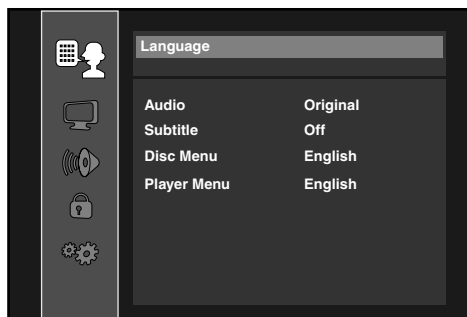 Language
Audio Original
Subtitle Off
Disc Menu English
Player Menu English